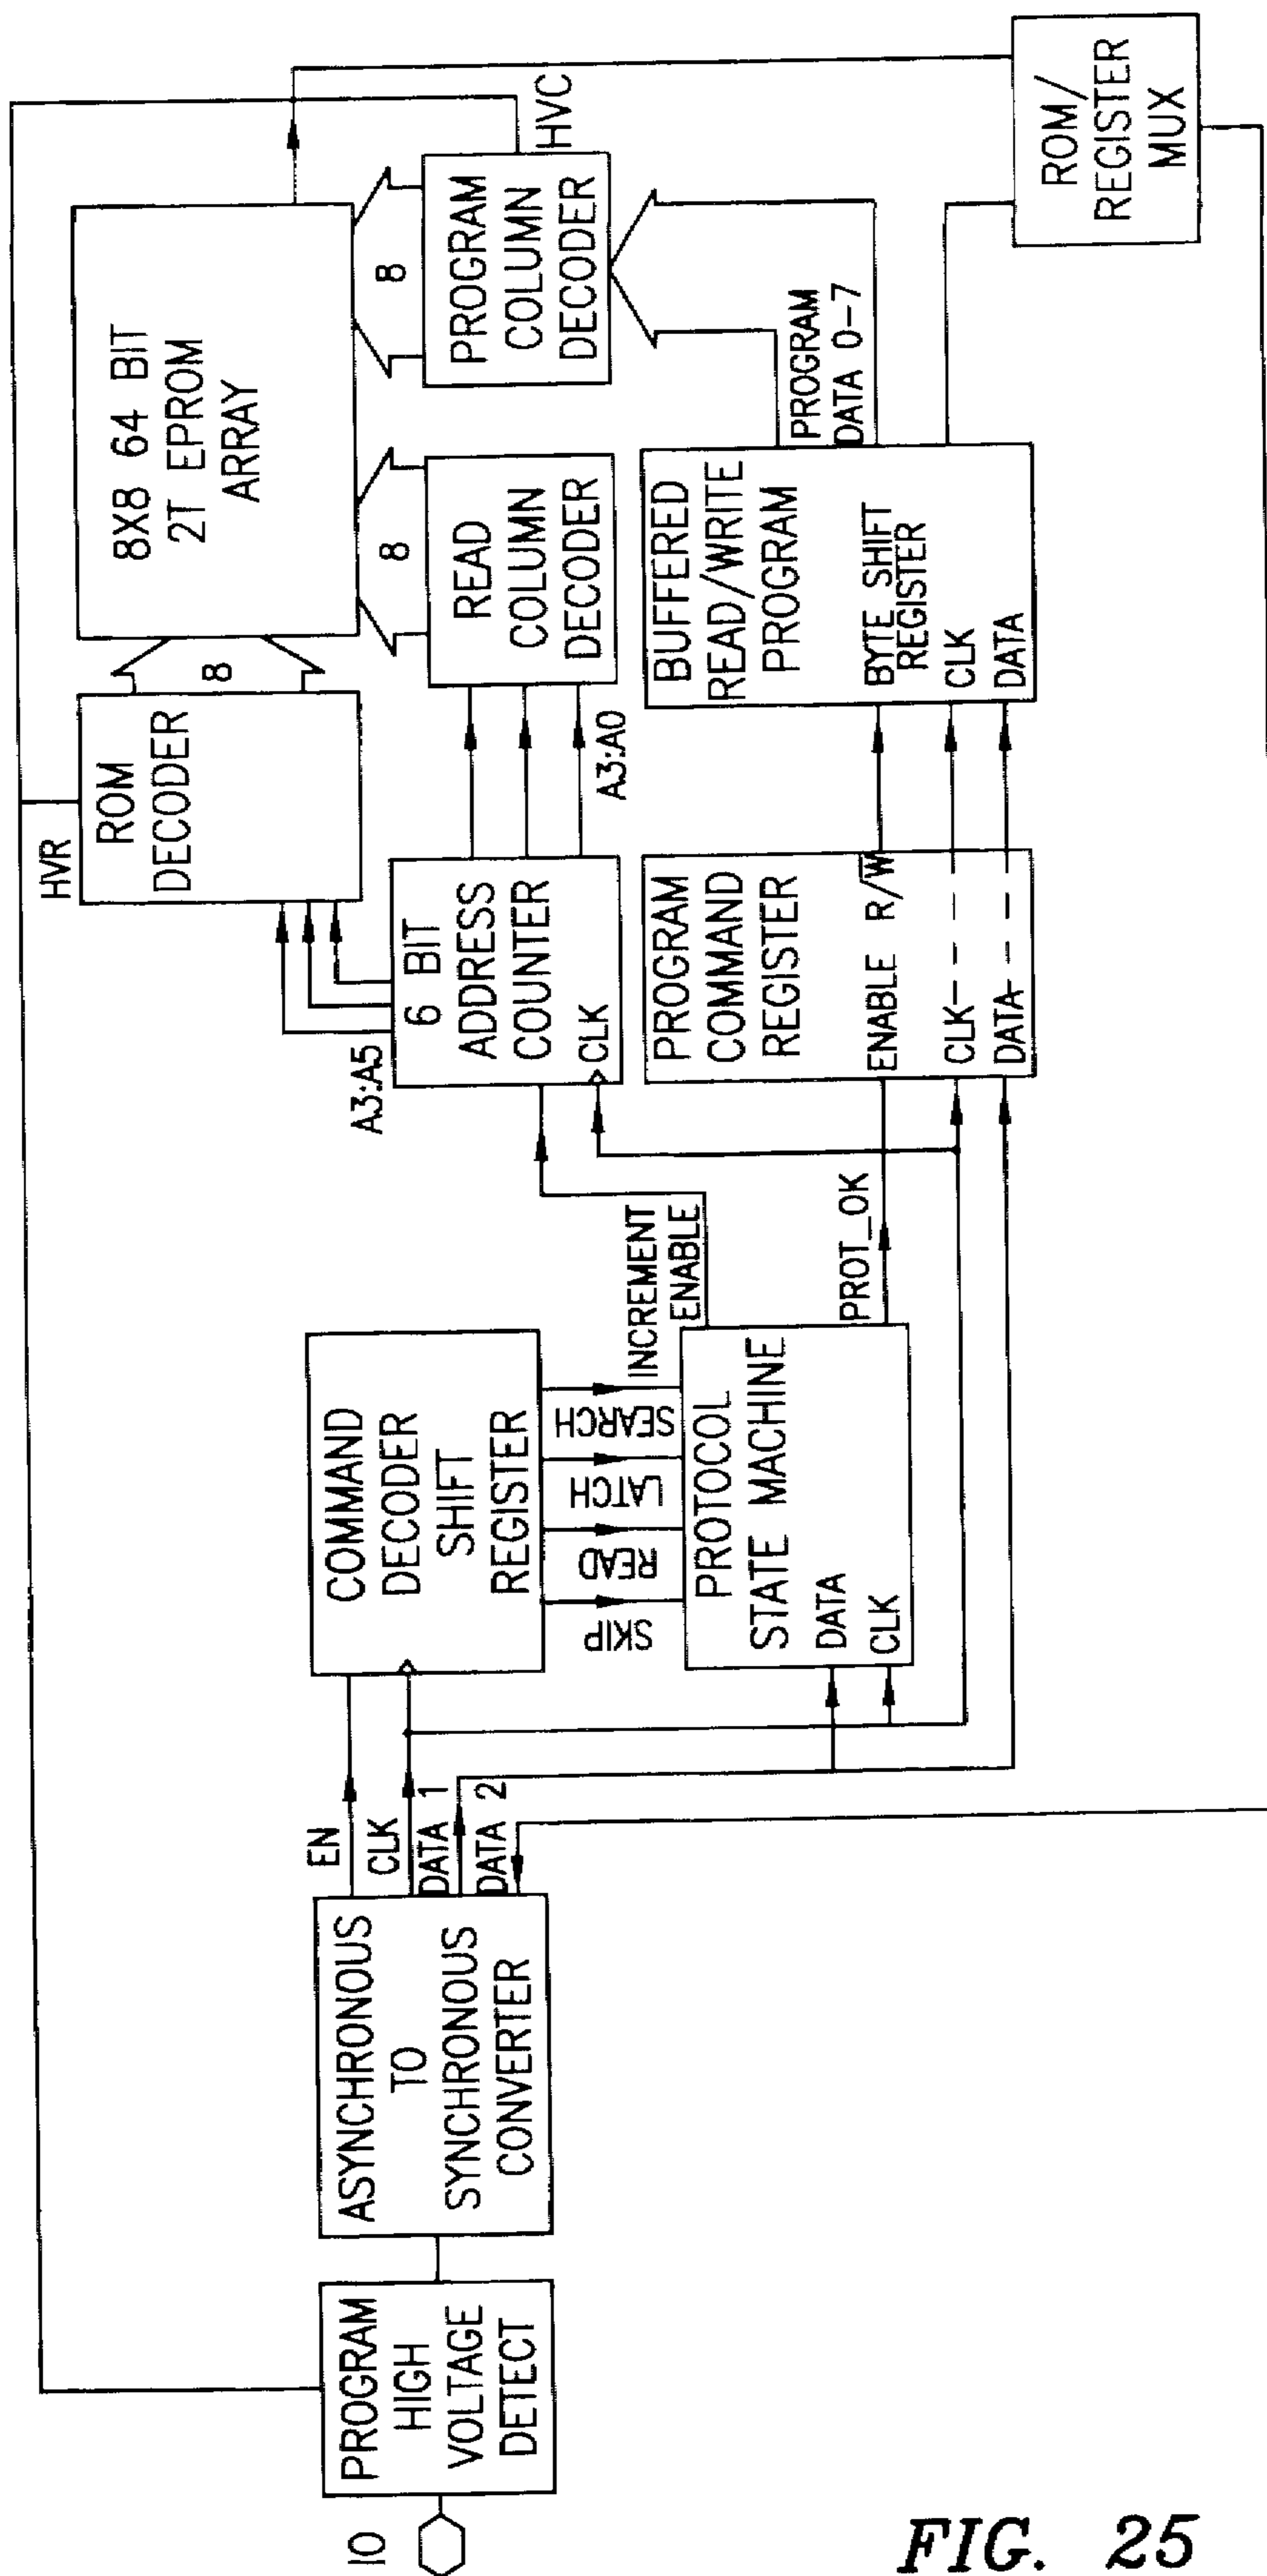 IO
PROGRAM
HIGH
VOLTAGE
DETECT
ASYNCHRONOUS
TO
SYNCHRONOUS
CONVERTER
EN
CLK
DATA 1
DATA 2
COMMAND
DECODER
SHIFT
REGISTER
SKIP
READ
LATCH
SEARCH
PROTOCOL
STATE MACHINE
DATA
CLK
INCREMENT
ENABLE
PROT_OK
A3:A5
6 BIT
ADDRESS
COUNTER
CLK
A3:A0
PROGRAM
COMMAND
REGISTER
ENABLE R/W
CLK
DATA
HVR
ROM
DECODER
8
READ
COLUMN
DECODER
8
BUFFERED
READ/WRITE
PROGRAM
BYTE SHIFT
REGISTER
CLK
DATA
8X8 64 BIT
2T EPROM
ARRAY
PROGRAM
COLUMN
DECODER
8
HVC
PROGRAM
DATA 0-7
ROM/
REGISTER
MUX
FIG. 25